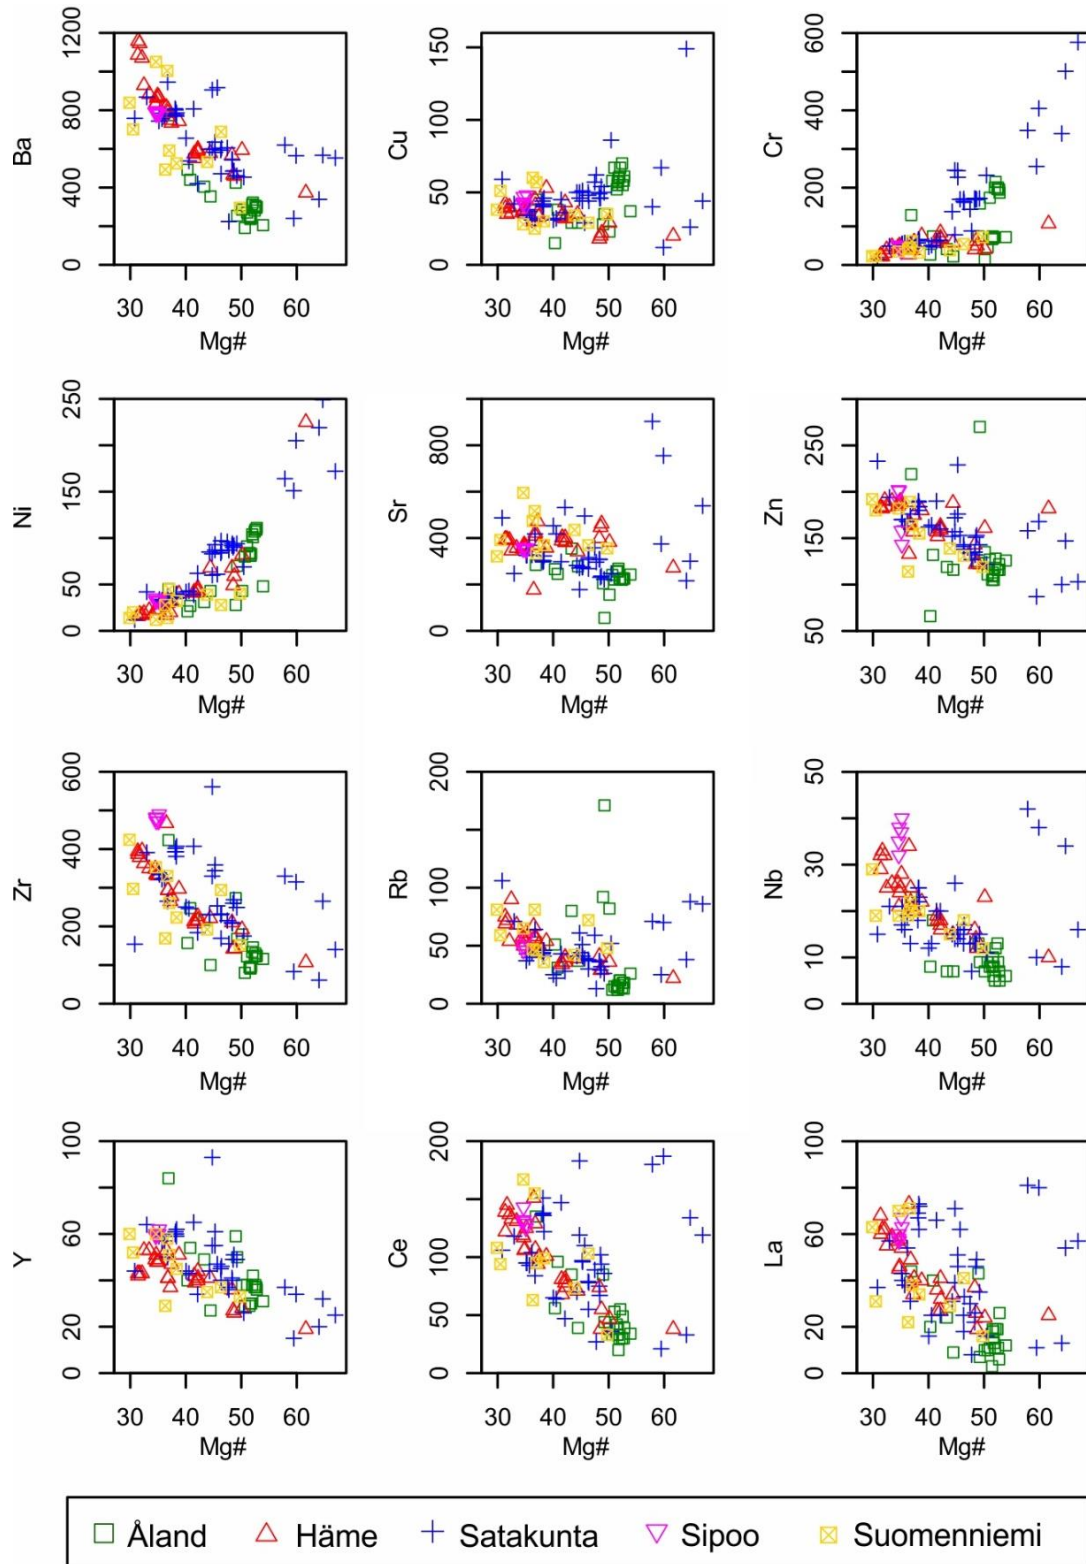 Ba
0 400 800 1200
30 40 50 60
Mg#
Cu
0 50 100 150
30 40 50 60
Mg#
Cr
0 200 400 600
30 40 50 60
Mg#
Ni
0 50 150 250
30 40 50 60
Mg#
Sr
0 400 800
30 40 50 60
Mg#
Zn
50 150 250
30 40 50 60
Mg#
Zr
0 200 400 600
30 40 50 60
Mg#
Rb
0 50 100 200
30 40 50 60
Mg#
Nb
0 10 30 50
30 40 50 60
Mg#
Y
0 20 60 100
30 40 50 60
Mg#
Ce
0 50 100 200
30 40 50 60
Mg#
La
0 20 60 100
30 40 50 60
Mg#
Åland Häme Satakunta Sipoo Suomenniemi